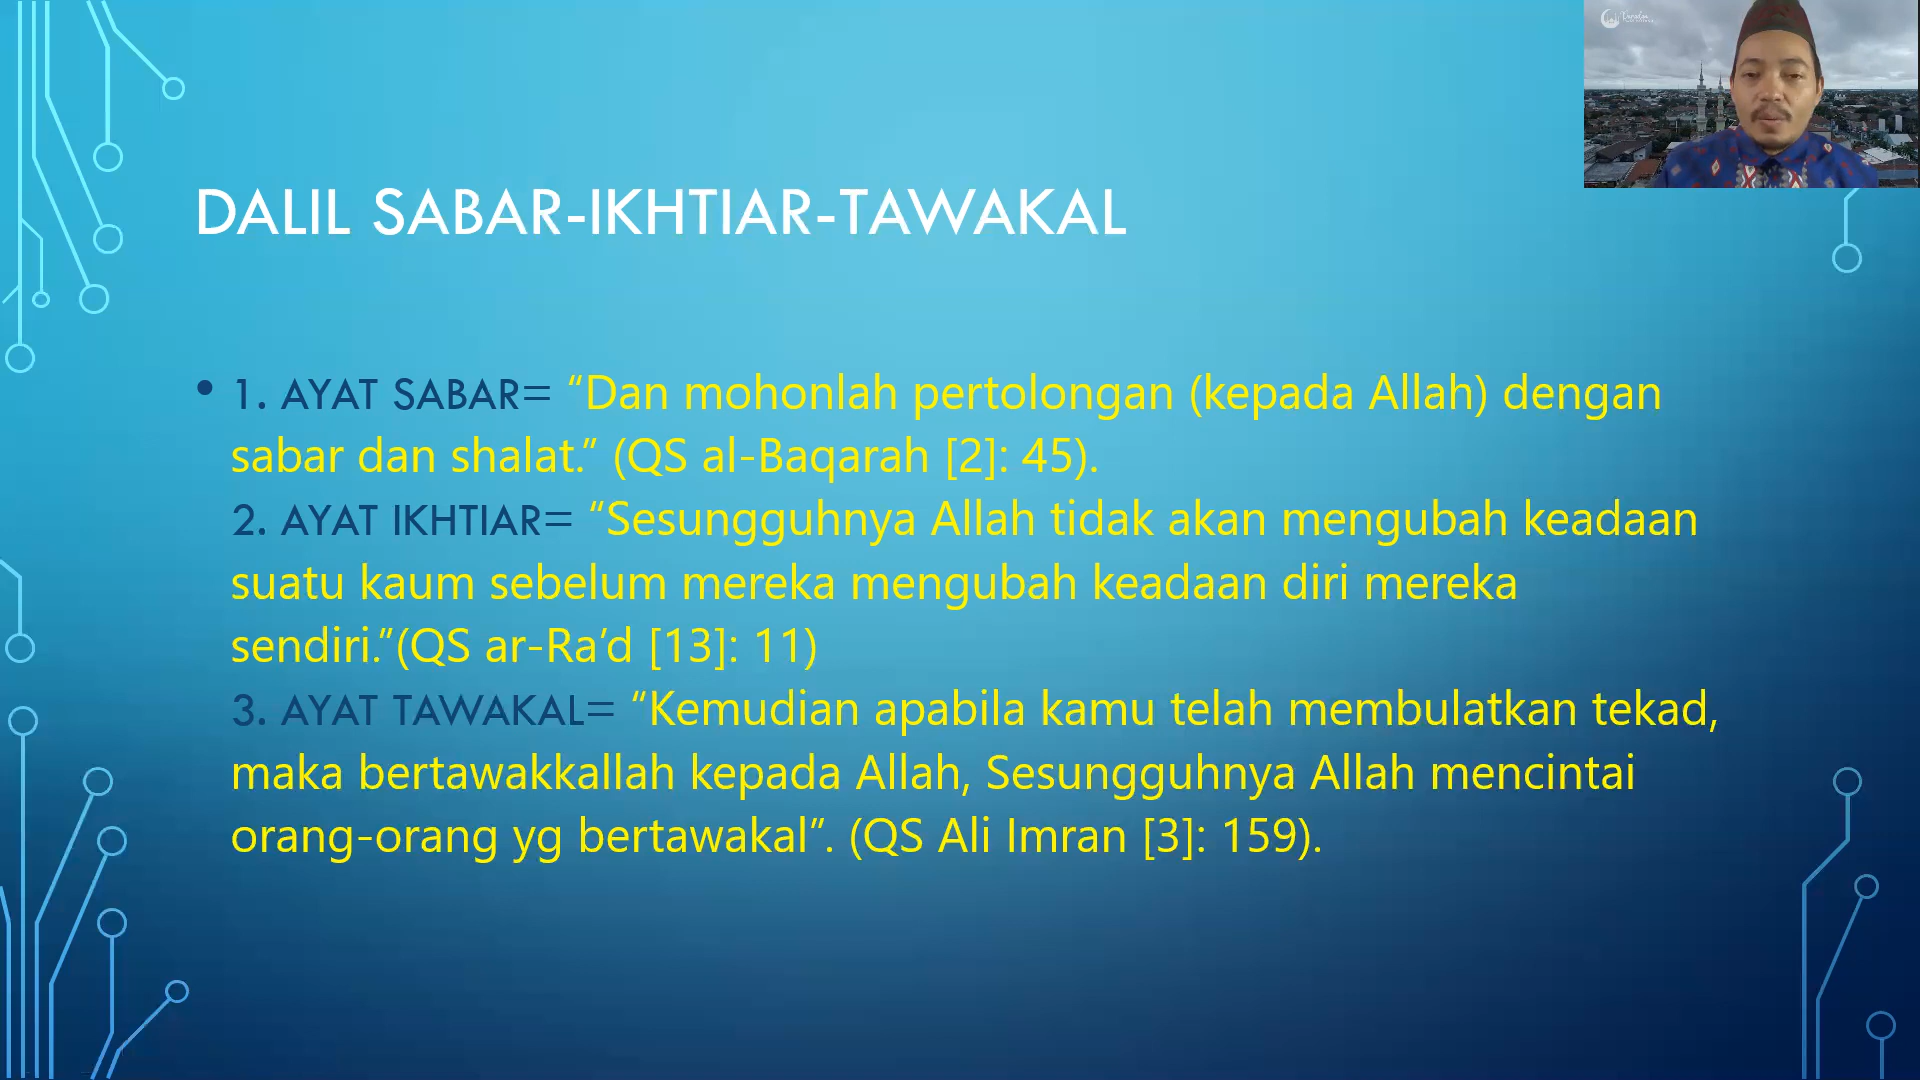 DALIL SABAR-IKHTIAR-TAWAKAL
• 1. AYAT SABAR= “Dan mohonlah pertolongan (kepada Allah) dengan
sabar dan shalat.” (QS al-Baqarah [2]: 45).
2. AYAT IKHTIAR= “Sesungguhnya Allah tidak akan mengubah keadaan
suatu kaum sebelum mereka mengubah keadaan diri mereka
sendiri.”(QS ar-Ra’d [13]: 11)
3. AYAT TAWAKAL= “Kemudian apabila kamu telah membulatkan tekad,
maka bertawakkallah kepada Allah, Sesungguhnya Allah mencintai
orang-orang yg bertawakal”. (QS Ali Imran [3]: 159).